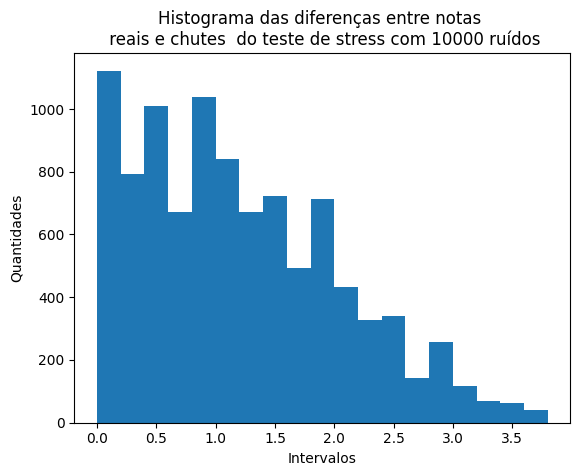 Histograma das diferenças entre notas
reais e chutes  do teste de stress com 10000 ruídos
Quantidades
1000
800
600
400
200
0
0.0 0.5 1.0 1.5 2.0 2.5 3.0 3.5
Intervalos